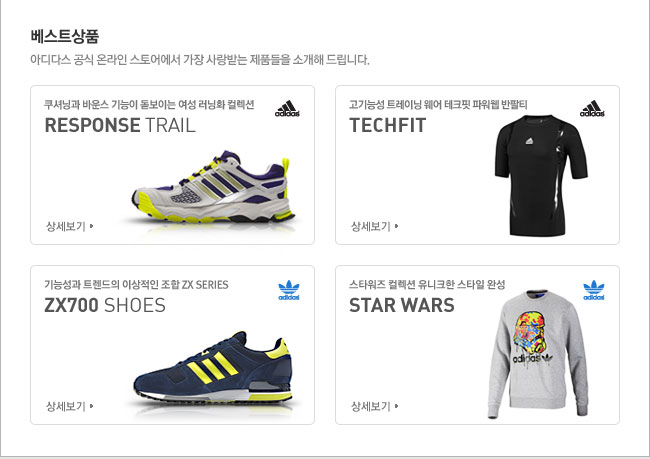 베스트상품
아디다스 공식 온라인 스토어에서 가장 사랑받는 제품들을 소개해 드립니다.
쿠셔닝과 바운스 기능이 돋보이는 여성 러닝화 컬렉션
adidas
RESPONSE TRAIL
상세보기
고기능성 트레이닝 웨어 테크핏 파워웹 반팔티
adidas
TECHFIT
상세보기
기능성과 트랜드의 이상적인 조합 ZX SERIES
adidas
ZX700 SHOES
상세보기
스타워즈 컬렉션 유니크한 스타일 완성
adidas
STAR WARS
adidas
상세보기